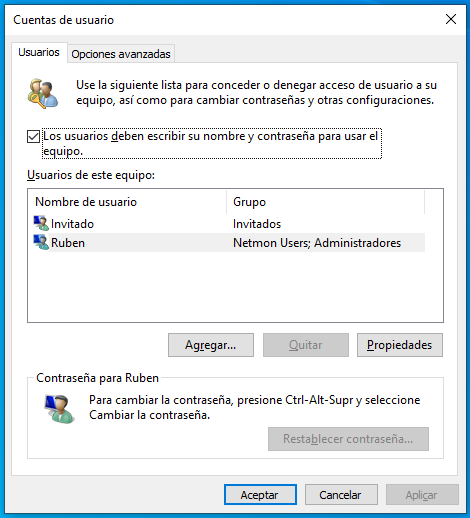 Cuentas de usuario
Usuarios
Opciones avanzadas
Use la siguiente lista para conceder o denegar acceso de usuario a su
equipo, así como para cambiar contraseñas y otras configuraciones.
Los usuarios deben escribir su nombre y contraseña para usar el
equipo.
Usuarios de este equipo:
Nombre de usuario Grupo
Invitado Invitados
Ruben Netmon Users; Administradores
Agregar... Quitar Propiedades
Contraseña para Ruben
Para cambiar la contraseña, presione Ctrl-Alt-Supr y seleccione
Cambiar la contraseña.
Restablecer contraseña...
Aceptar Cancelar Aplicar